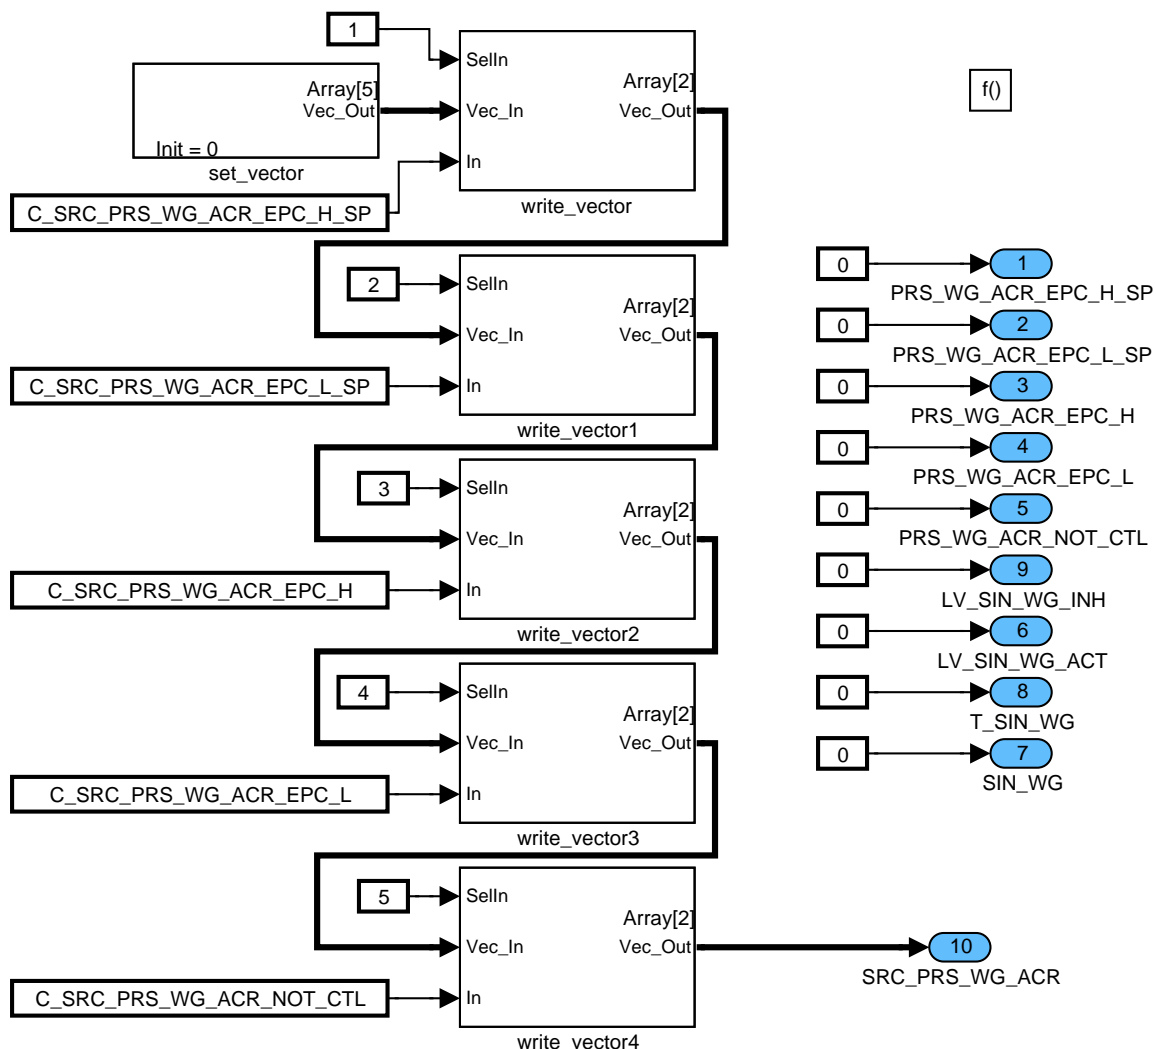 1
SelIn
Array[2]
Vec_In
Vec_Out
In
write_vector
Array[5]
Vec_Out
Init = 0
set_vector
C_SRC_PRS_WG_ACR_EPC_H_SP
f()
2
SelIn
Array[2]
Vec_In
Vec_Out
In
write_vector1
C_SRC_PRS_WG_ACR_EPC_L_SP
3
SelIn
Array[2]
Vec_In
Vec_Out
In
write_vector2
C_SRC_PRS_WG_ACR_EPC_H
4
SelIn
Array[2]
Vec_In
Vec_Out
In
write_vector3
C_SRC_PRS_WG_ACR_EPC_L
5
SelIn
Array[2]
Vec_In
Vec_Out
In
write_vector4
C_SRC_PRS_WG_ACR_NOT_CTL
0 1
PRS_WG_ACR_EPC_H_SP
0 2
PRS_WG_ACR_EPC_L_SP
0 3
PRS_WG_ACR_EPC_H
0 4
PRS_WG_ACR_EPC_L
0 5
PRS_WG_ACR_NOT_CTL
0 9
LV_SIN_WG_INH
0 6
LV_SIN_WG_ACT
0 8
T_SIN_WG
0 7
SIN_WG
10
SRC_PRS_WG_ACR